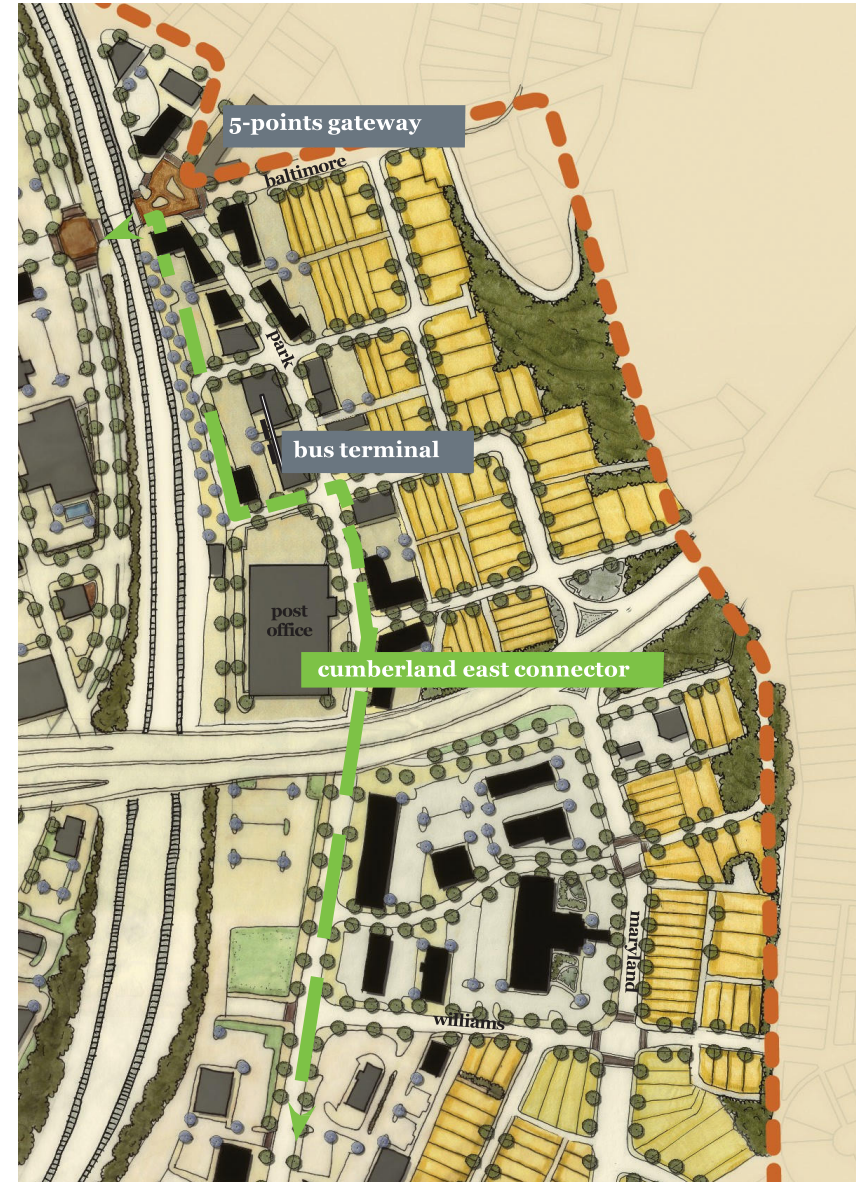 5-points gateway
baltimore
park
bus terminal
post
office
cumberland east connector
maryland
williams